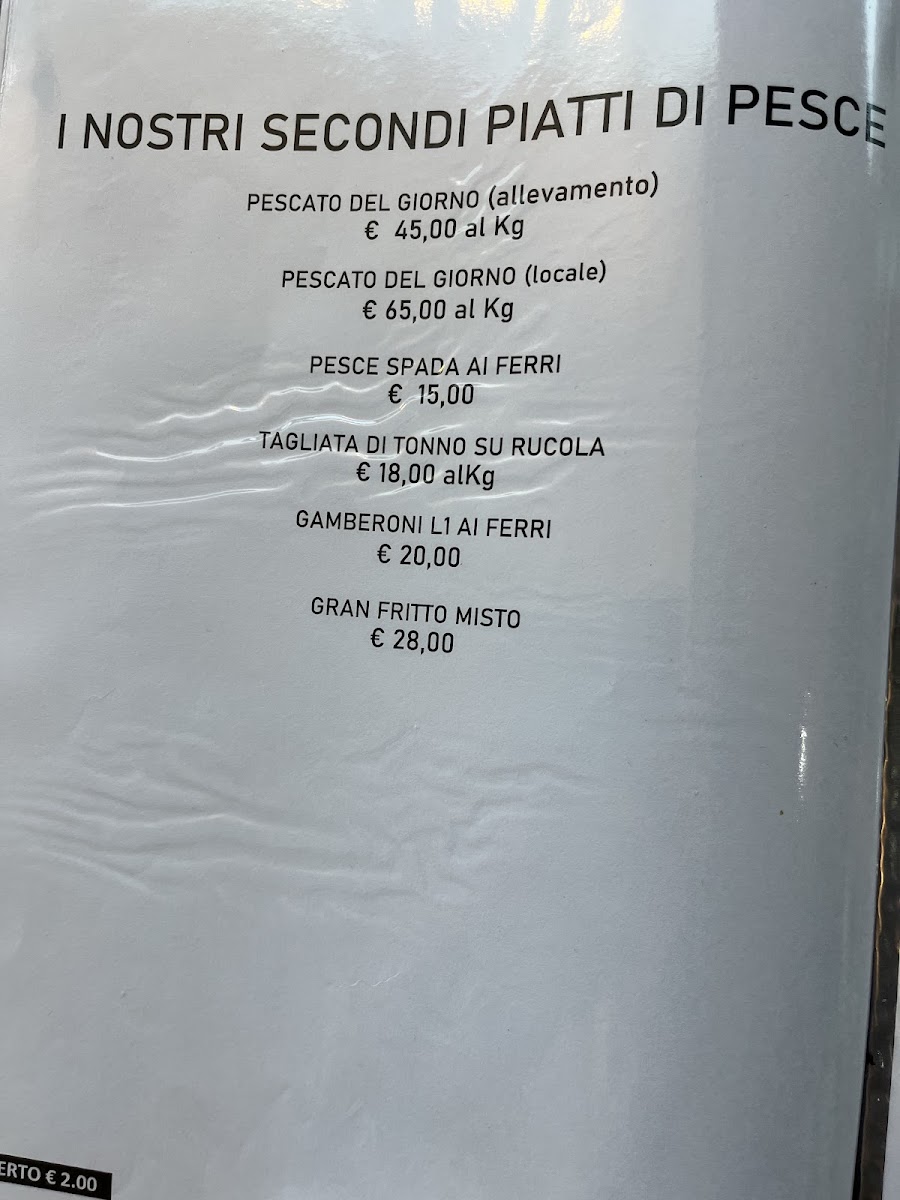 I NOSTRI SECONDI PIATTI DI PESCE
PESCATO DEL GIORNO (allevamento)
€ 45,00 al Kg
PESCATO DEL GIORNO (locale)
€ 65,00 al Kg
PESCE SPADA AI FERRI
€ 15,00
TAGLIATA DI TONNO SU RUCOLA
€ 18,00 alKg
GAMBERONI L1 AI FERRI
€ 20,00
GRAN FRITTO MISTO
€ 28,00
ERTO € 2.00